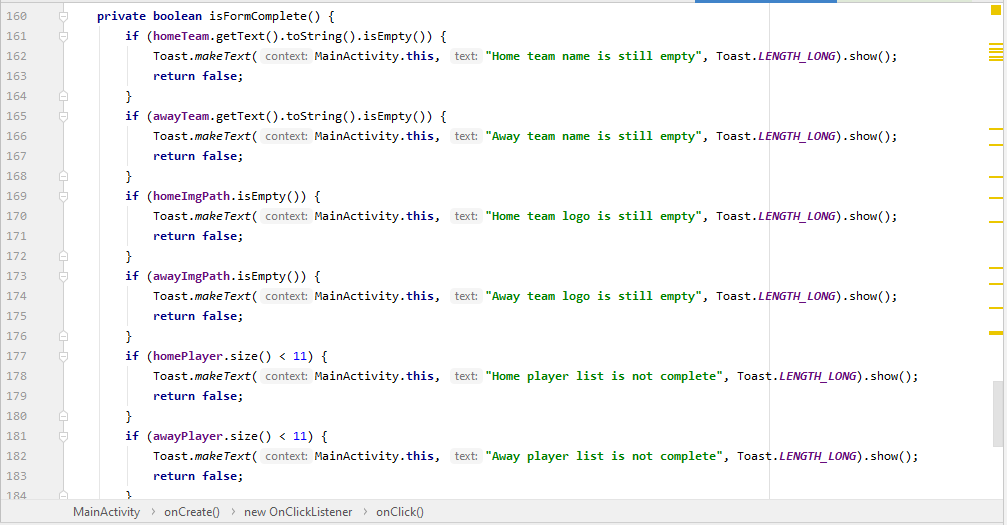 160 private boolean isFormComplete() {
161 if (homeTeam.getText().toString().isEmpty()) {
162 Toast.makeText( context: MainActivity.this, text: "Home team name is still empty", Toast.LENGTH_LONG).show();
163 return false;
164 }
165 if (awayTeam.getText().toString().isEmpty()) {
166 Toast.makeText( context: MainActivity.this, text: "Away team name is still empty", Toast.LENGTH_LONG).show();
167 return false;
168 }
169 if (homeImgPath.isEmpty()) {
170 Toast.makeText( context: MainActivity.this, text: "Home team logo is still empty", Toast.LENGTH_LONG).show();
171 return false;
172 }
173 if (awayImgPath.isEmpty()) {
174 Toast.makeText( context: MainActivity.this, text: "Away team logo is still empty", Toast.LENGTH_LONG).show();
175 return false;
176 }
177 if (homePlayer.size() < 11) {
178 Toast.makeText( context: MainActivity.this, text: "Home player list is not complete", Toast.LENGTH_LONG).show();
179 return false;
180 }
181 if (awayPlayer.size() < 11) {
182 Toast.makeText( context: MainActivity.this, text: "Away player list is not complete", Toast.LENGTH_LONG).show();
183 return false;
184 }
MainActivity > onCreate() > new OnClickListener > onClick()